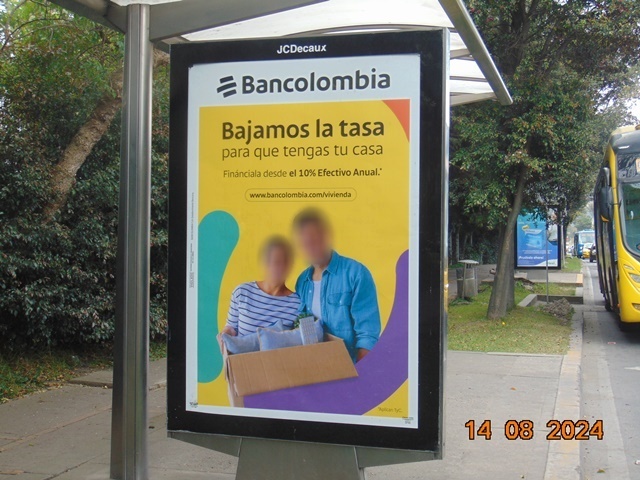 JCDecaux
Bancolombia
Bajamos la tasa
para que tengas tu casa
Fináncíala desde el 10% Efectivo Anual.*
www.bancolombia.com/vivienda
14 08 2024